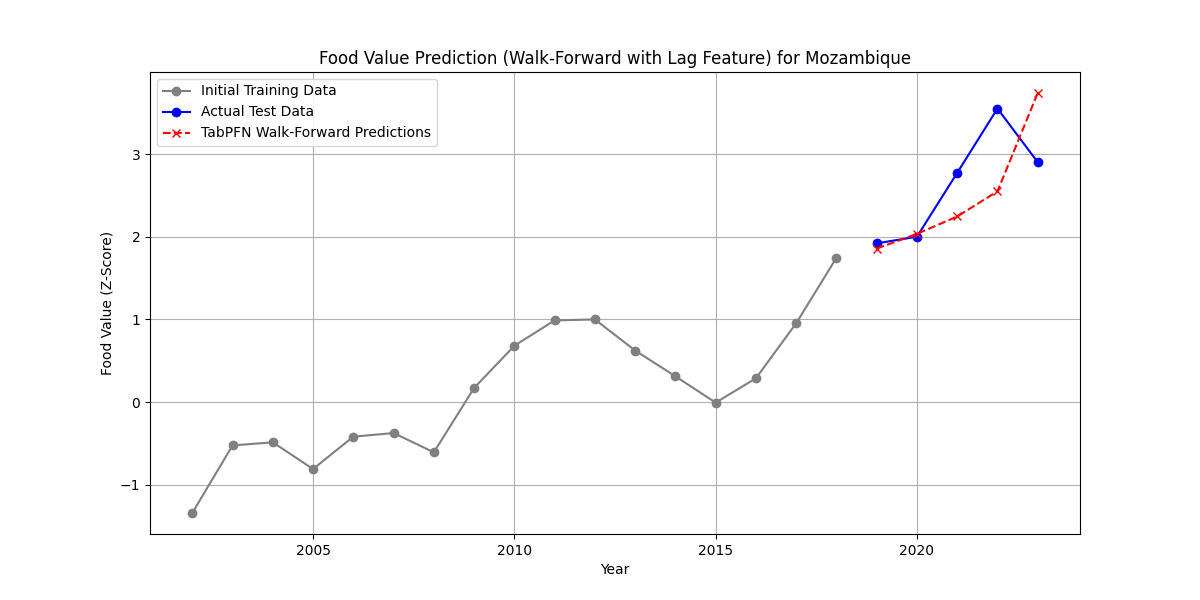 Food Value Prediction (Walk-Forward with Lag Feature) for Mozambique
Initial Training Data
Actual Test Data
TabPFN Walk-Forward Predictions
Food Value (Z-Score)
3
2
1
0
−1
2005 2010 2015 2020
Year